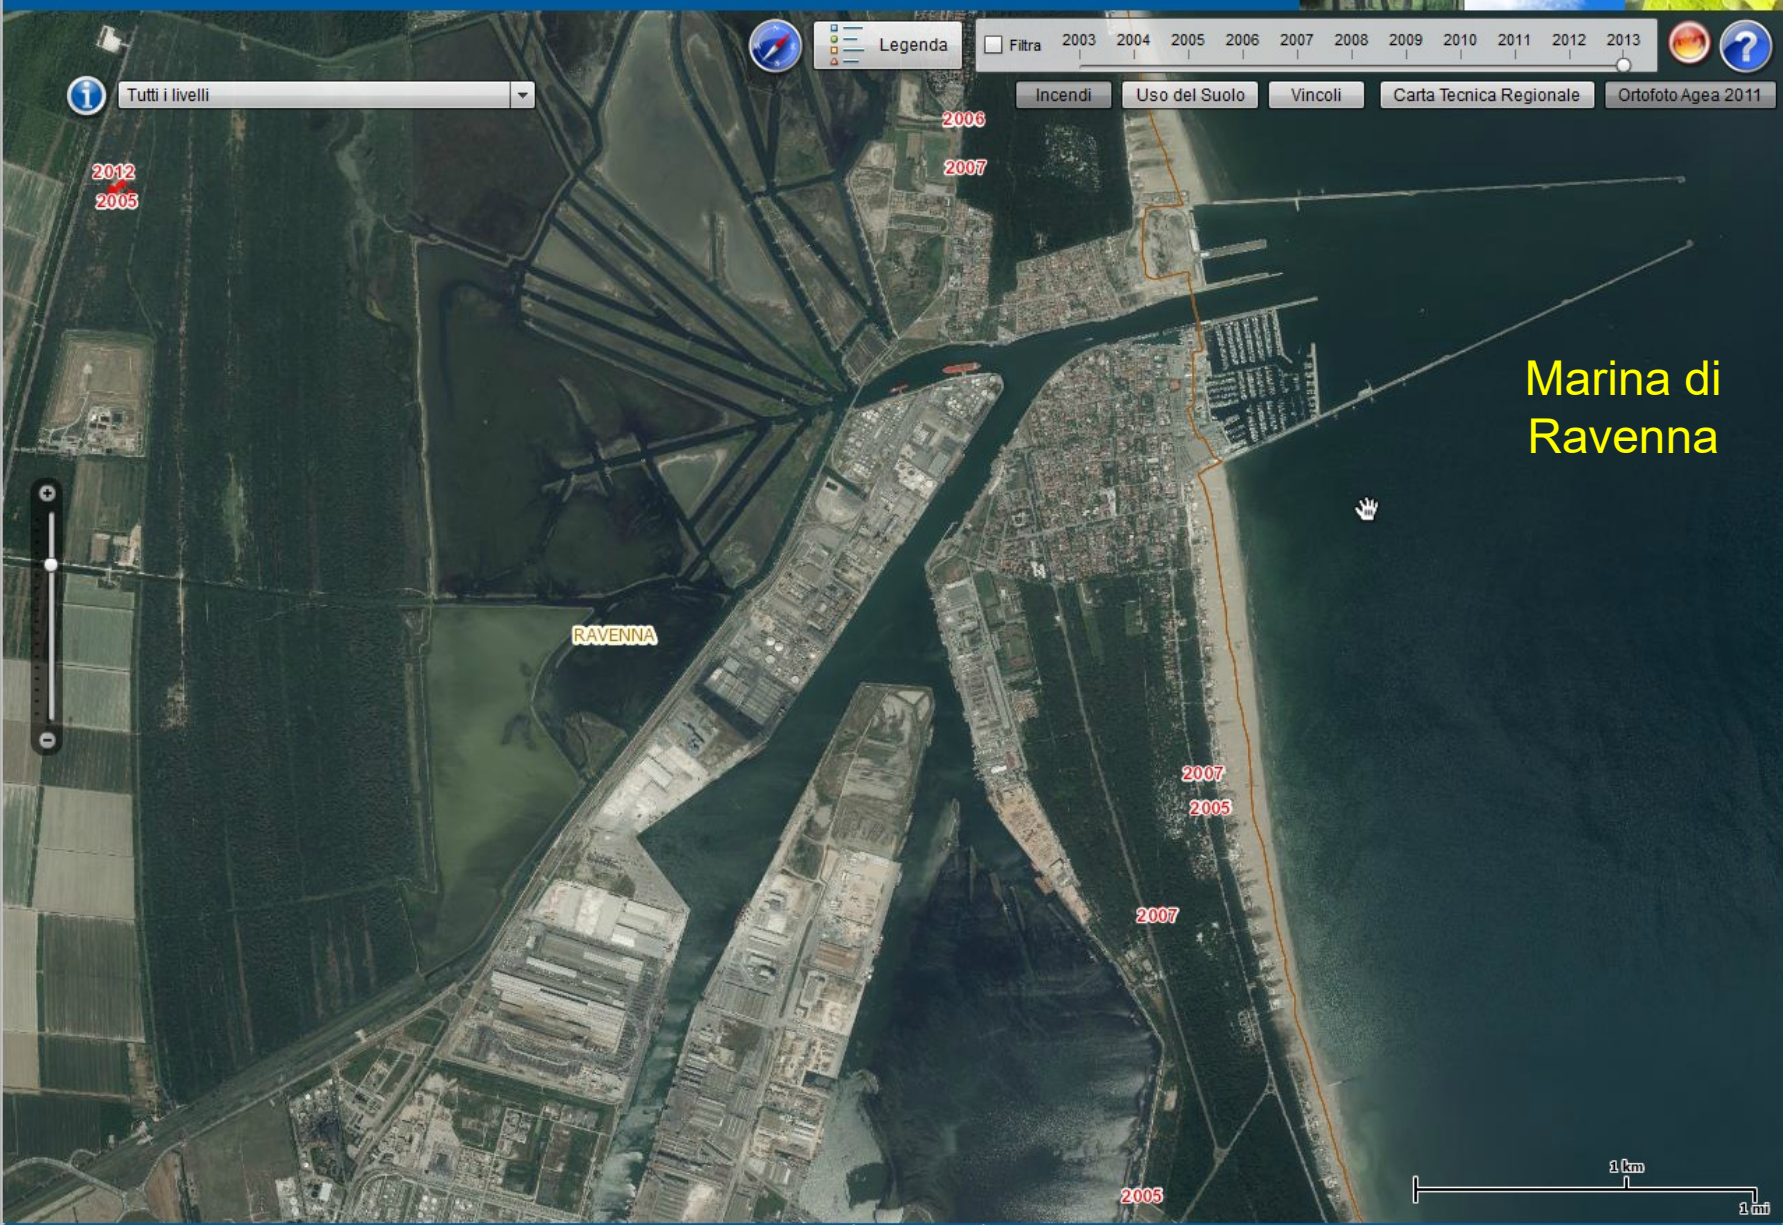 Legenda
Filtra
2003 2004 2005 2006 2007 2008 2009 2010 2011 2012 2013
Tutti i livelli
Incendi
Uso del Suolo
Vincoli
Carta Tecnica Regionale
Ortofoto Agea 2011
2006
2007
2012
2005
Marina di
Ravenna
RAVENNA
2007
2005
2007
2005
1 km
1 mi